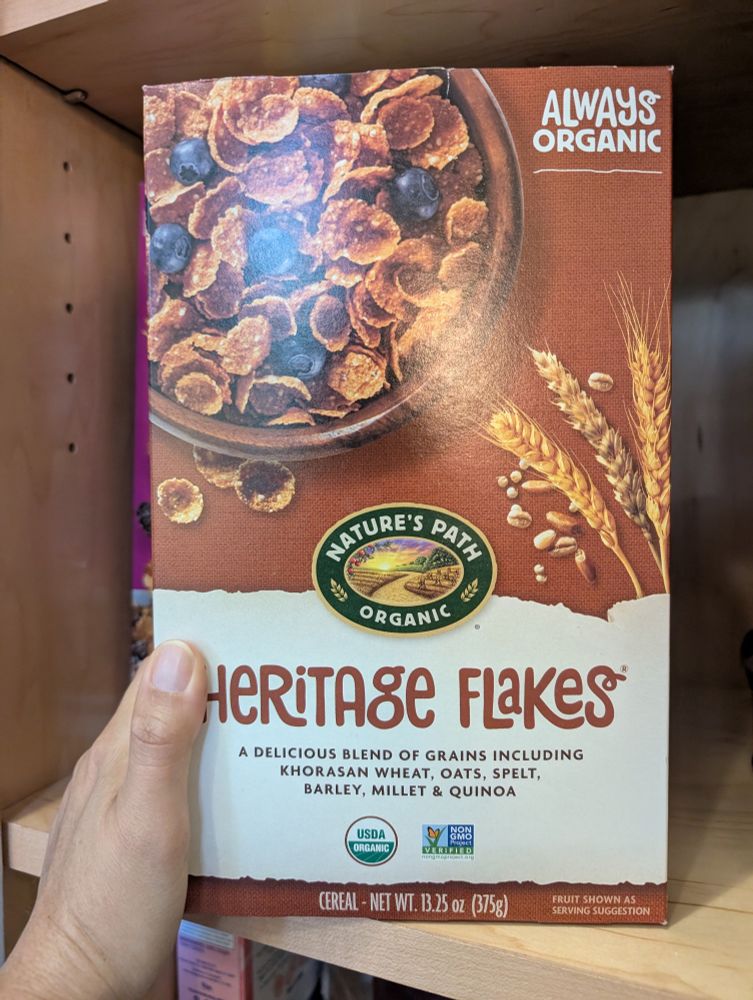 ALWAYS
ORGANIC
NATURE'S PATH
ORGANIC
HERITAGE FLAKES®
A DELICIOUS BLEND OF GRAINS INCLUDING
KHORASAN WHEAT, OATS, SPELT,
BARLEY, MILLET & QUINOA
USDA
ORGANIC
NON
GMO
Project
VERIFIED
nongmoproject.org
CEREAL - NET WT. 13.25 oz (375g)
FRUIT SHOWN AS
SERVING SUGGESTION